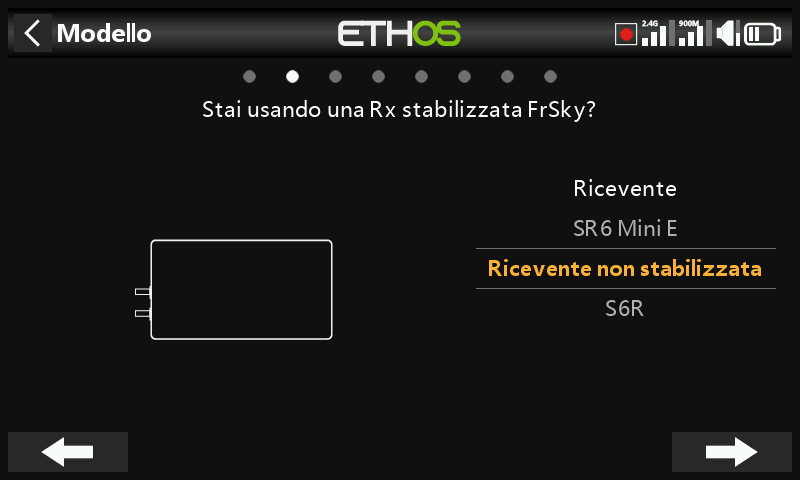 Modello
ETHOS
2.4G
900M
Stai usando una Rx stabilizzata FrSky?
Ricevente
SR6 Mini E
Ricevente non stabilizzata
S6R